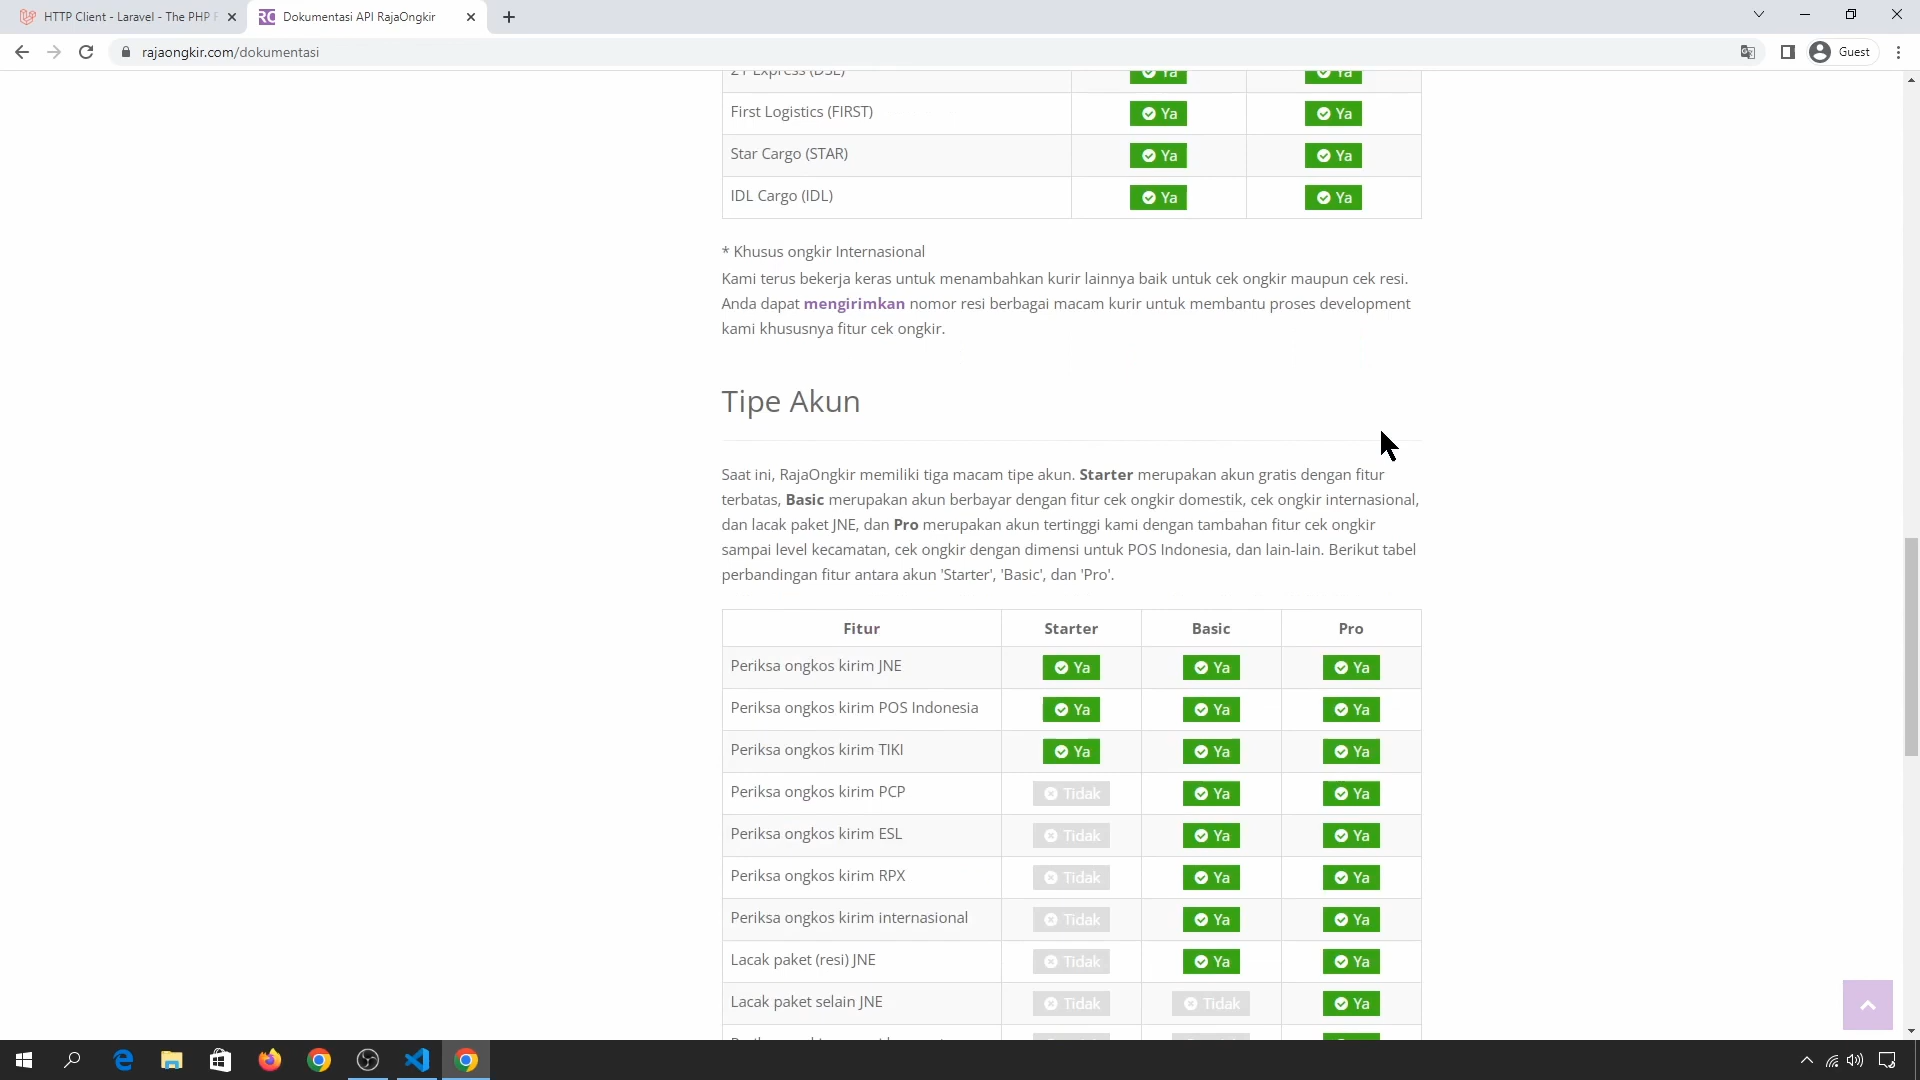 HTTP Client - Laravel - The PHP F
Dokumentasi API RajaOngkir
rajaongkir.com/dokumentasi
Guest
21 Express (DSE) Ya Ya
First Logistics (FIRST) Ya Ya
Star Cargo (STAR) Ya Ya
IDL Cargo (IDL) Ya Ya
* Khusus ongkir Internasional
Kami terus bekerja keras untuk menambahkan kurir lainnya baik untuk cek ongkir maupun cek resi.
Anda dapat mengirimkan nomor resi berbagai macam kurir untuk membantu proses development
kami khususnya fitur cek ongkir.
Tipe Akun
Saat ini, RajaOngkir memiliki tiga macam tipe akun. Starter merupakan akun gratis dengan fitur
terbatas, Basic merupakan akun berbayar dengan fitur cek ongkir domestik, cek ongkir internasional,
dan lacak paket JNE, dan Pro merupakan akun tertinggi kami dengan tambahan fitur cek ongkir
sampai level kecamatan, cek ongkir dengan dimensi untuk POS Indonesia, dan lain-lain. Berikut tabel
perbandingan fitur antara akun 'Starter', 'Basic', dan 'Pro'.
Fitur Starter Basic Pro
Periksa ongkos kirim JNE Ya Ya Ya
Periksa ongkos kirim POS Indonesia Ya Ya Ya
Periksa ongkos kirim TIKI Ya Ya Ya
Periksa ongkos kirim PCP Tidak Ya Ya
Periksa ongkos kirim ESL Tidak Ya Ya
Periksa ongkos kirim RPX Tidak Ya Ya
Periksa ongkos kirim internasional Tidak Ya Ya
Lacak paket (resi) JNE Tidak Ya Ya
Lacak paket selain JNE Tidak Tidak Ya